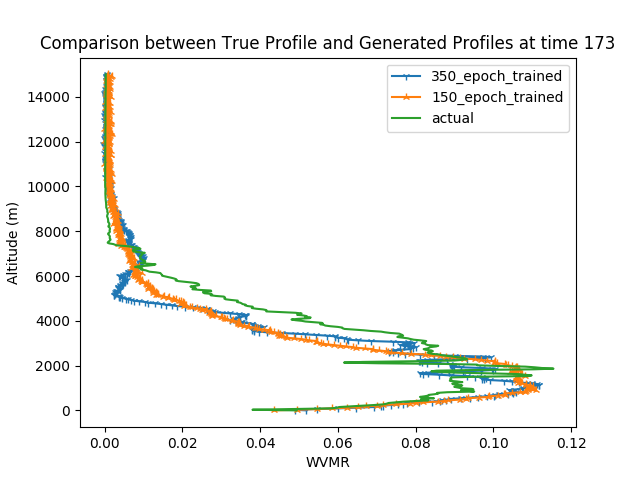 Comparison between True Profile and Generated Profiles at time 173
350_epoch_trained
150_epoch_trained
actual
14000
12000
10000
8000
6000
4000
2000
0
Altitude (m)
0.00 0.02 0.04 0.06 0.08 0.10 0.12
WVMR